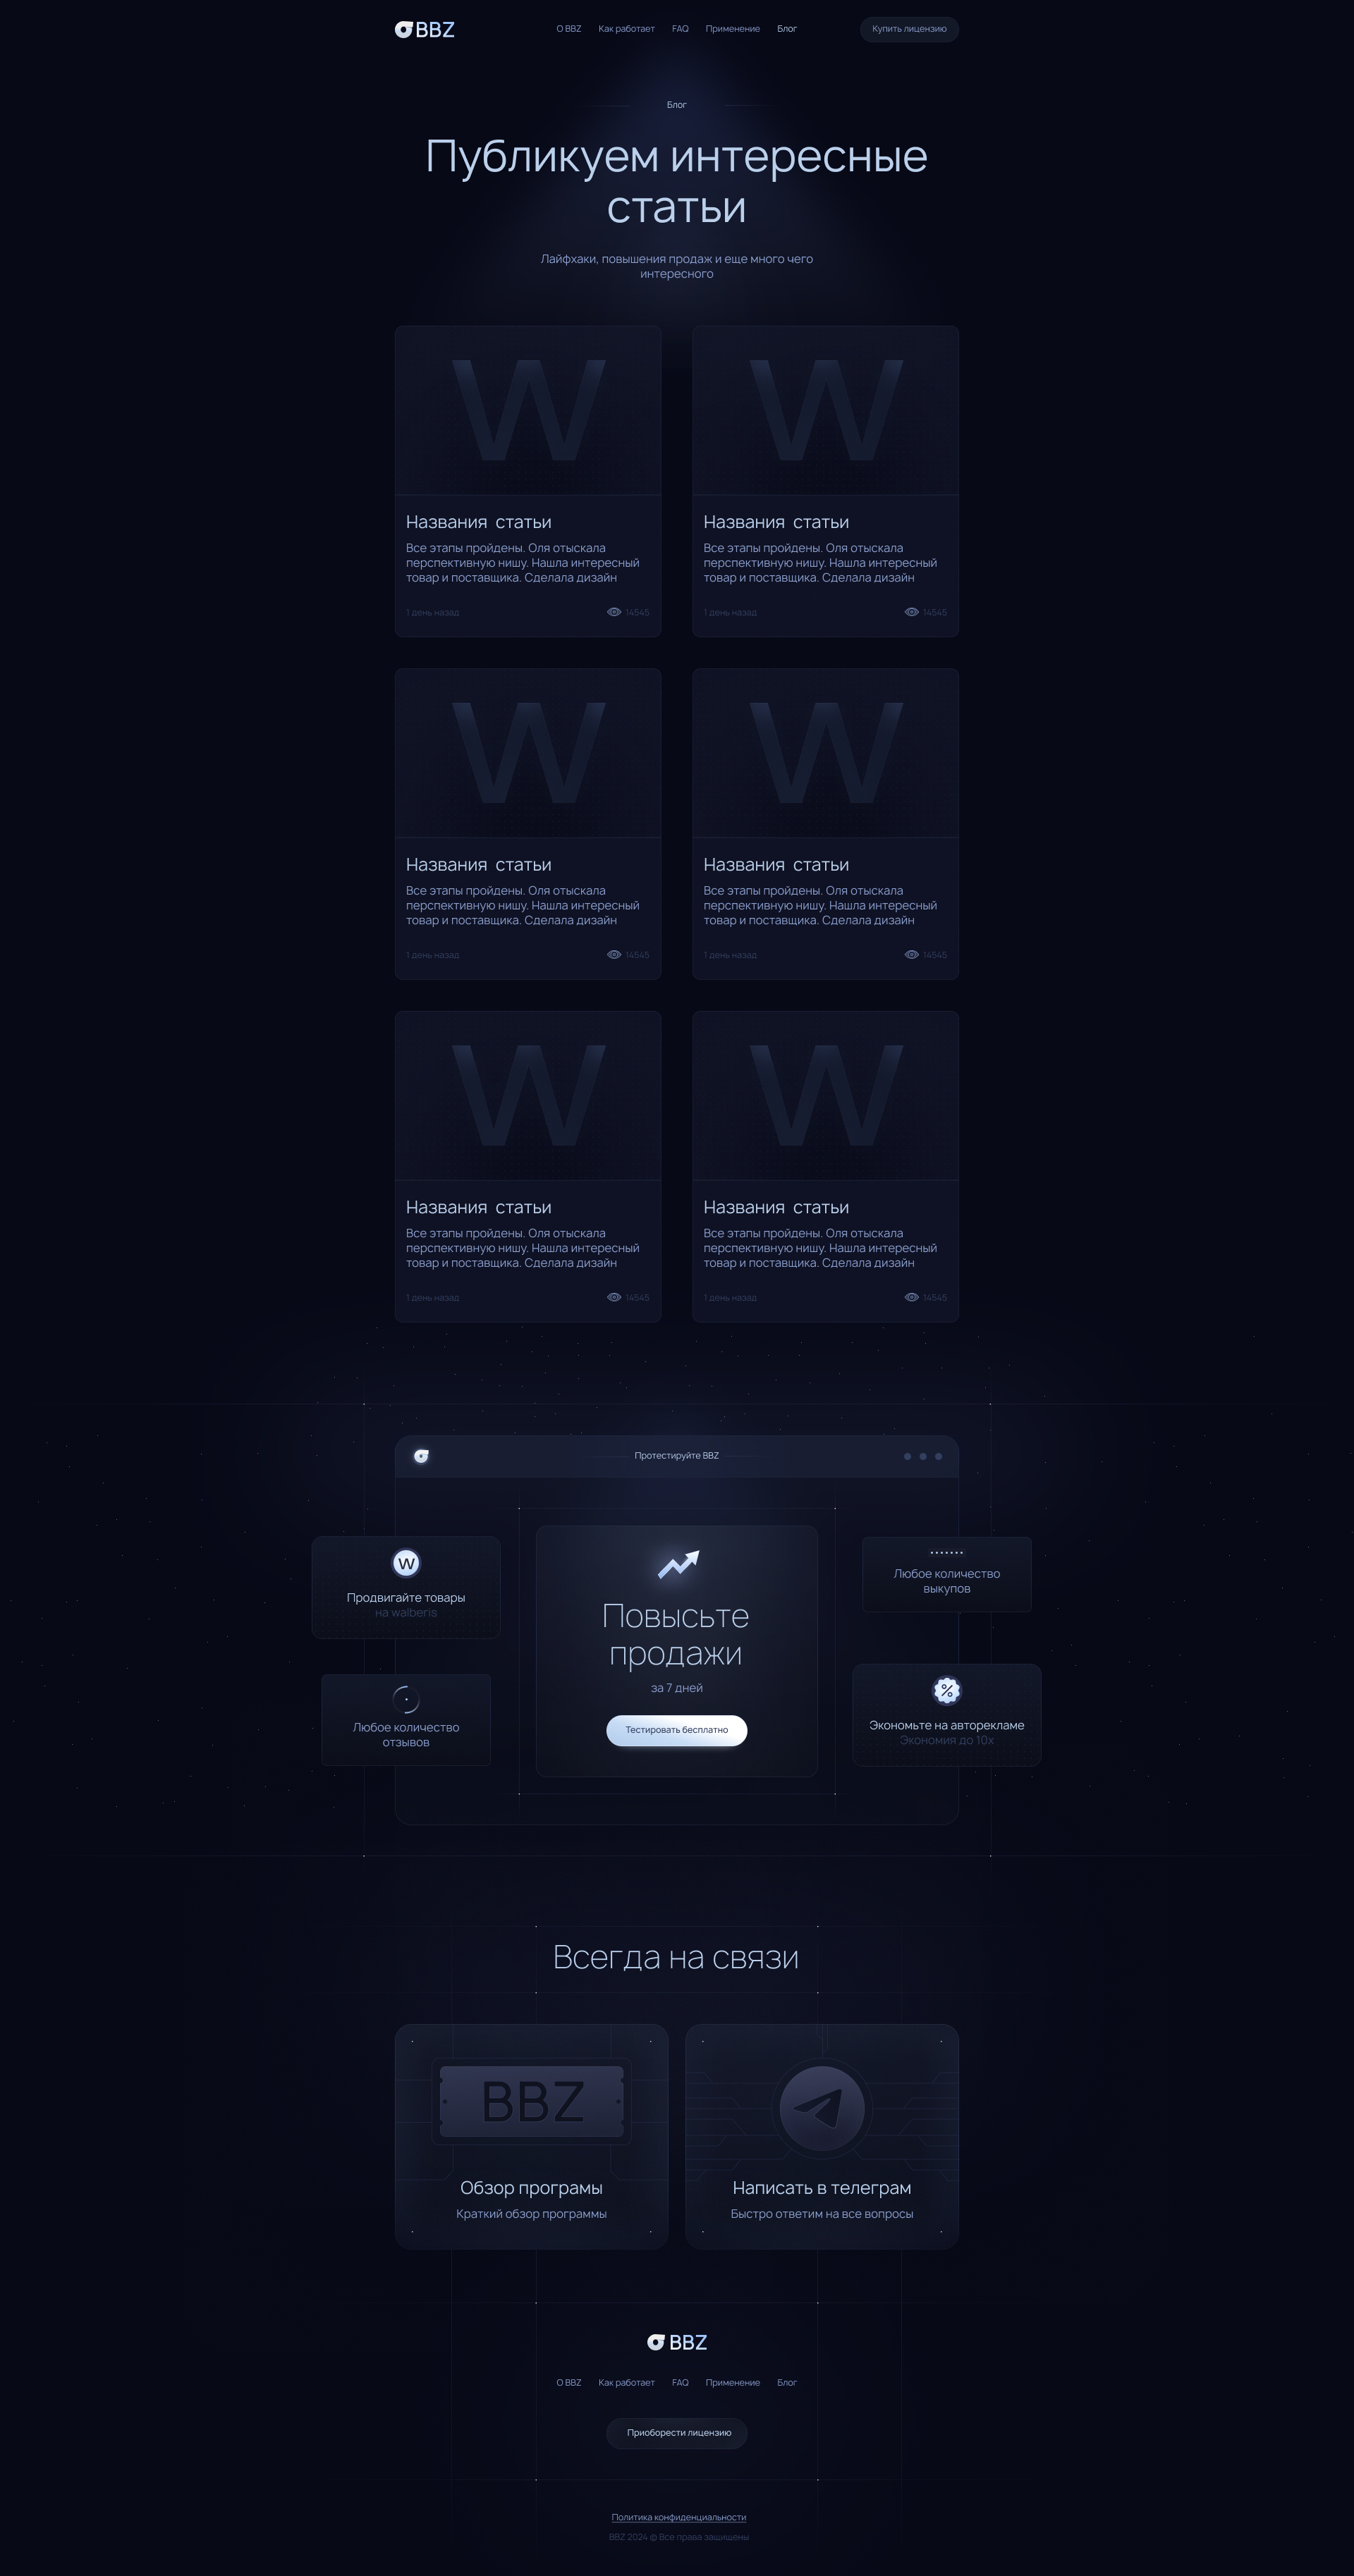 BBZ
О BBZ Как работает FAQ Применение Блог
Купить лицензию
Блог
Публикуем интересные
статьи
Лайфхаки, повышения продаж и еще много чего
интересного
W
W
Названия статьи
Все этапы пройдены. Оля отыскала
перспективную нишу. Нашла интересный
товар и поставщика. Сделала дизайн
1 день назад 14545
Названия статьи
Все этапы пройдены. Оля отыскала
перспективную нишу. Нашла интересный
товар и поставщика. Сделала дизайн
1 день назад 14545
W
W
Названия статьи
Все этапы пройдены. Оля отыскала
перспективную нишу. Нашла интересный
товар и поставщика. Сделала дизайн
1 день назад 14545
Названия статьи
Все этапы пройдены. Оля отыскала
перспективную нишу. Нашла интересный
товар и поставщика. Сделала дизайн
1 день назад 14545
W
W
Названия статьи
Все этапы пройдены. Оля отыскала
перспективную нишу. Нашла интересный
товар и поставщика. Сделала дизайн
1 день назад 14545
Названия статьи
Все этапы пройдены. Оля отыскала
перспективную нишу. Нашла интересный
товар и поставщика. Сделала дизайн
1 день назад 14545
Протестируйте BBZ
W
Продвигайте товары
на walberis
Любое количество
отзывов
Повысьте
продажи
за 7 дней
Тестировать бесплатно
Любое количество
выкупов
%
Экономьте на авторекламе
Экономия до 10х
Всегда на связи
BBZ
Обзор програмы
Краткий обзор программы
Написать в телеграм
Быстро ответим на все вопросы
BBZ
О BBZ Как работает FAQ Применение Блог
Приоборести лицензию
Политика конфиденциальности
BBZ 2024 © Все права защищены